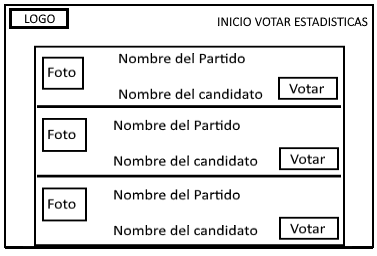 LOGO
INICIO VOTAR ESTADISTICAS
Nombre del Partido
Foto
Nombre del candidato
Votar
Nombre del Partido
Foto
Nombre del candidato
Votar
Nombre del Partido
Foto
Nombre del candidato
Votar